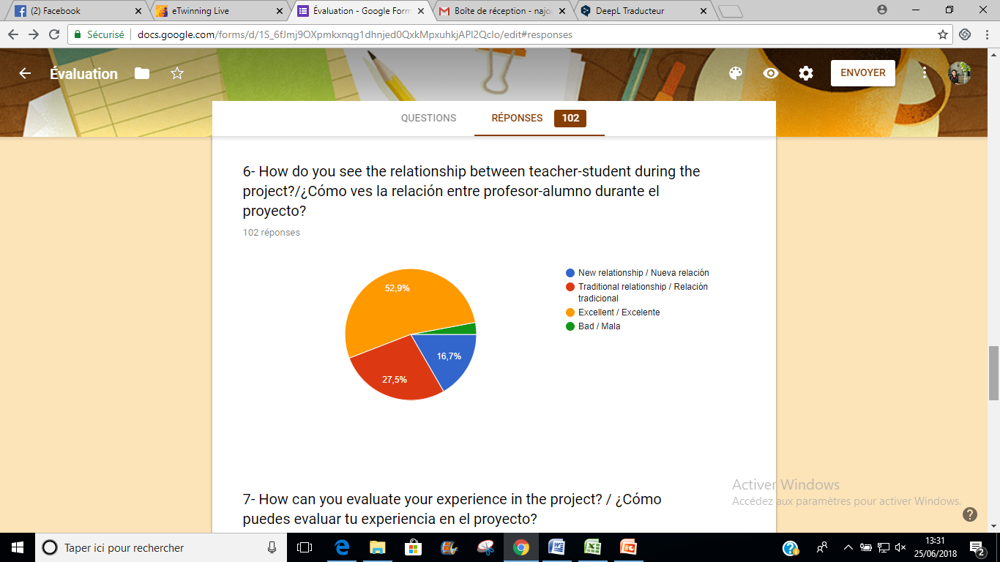 (2) Facebook
eTwinning Live
Évaluation - Google Form
Boîte de réception - najo
DeepL Traducteur
Sécurisé
docs.google.com/forms/d/1S_6fJmj9OXpmkxnqg1dhnjed0QxkMpxuhkjAPl2Qclo/edit#responses
Évaluation
ENVOYER
QUESTIONS
RÉPONSES 102
6- How do you see the relationship between teacher-student during the
project?/¿Cómo ves la relación entre profesor-alumno durante el
proyecto?
102 réponses
52,9%
16,7%
27,5%
New relationship / Nueva relación
Traditional relationship / Relación
tradicional
Excellent / Excelente
Bad / Mala
7- How can you evaluate your experience in the project? / ¿Cómo
puedes evaluar tu experiencia en el proyecto?
Activer Windows
Accédez aux paramètres pour activer Windows.
Taper ici pour rechercher
13:31
25/06/2018
2